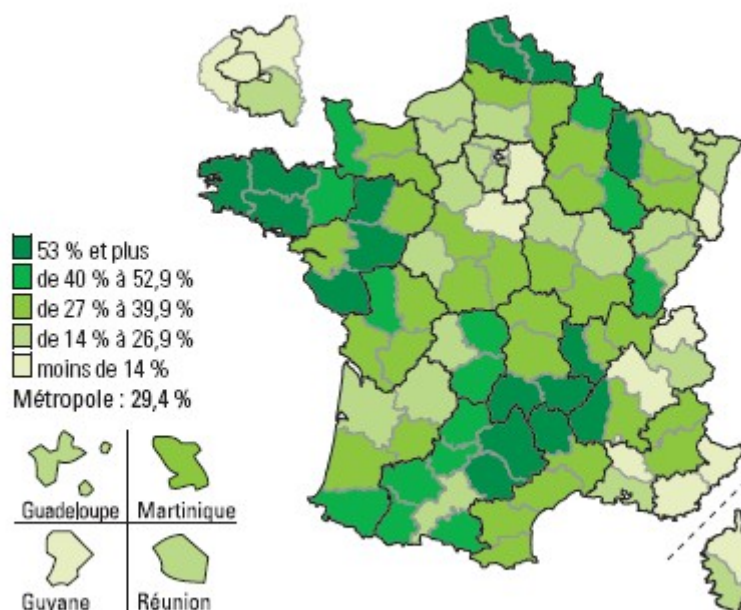 53 % et plus
de 40 % à 52,9 %
de 27 % à 39,9 %
de 14 % à 26,9 %
moins de 14 %
Métropole : 29,4 %
Guadeloupe
Martinique
Guyane
Réunion